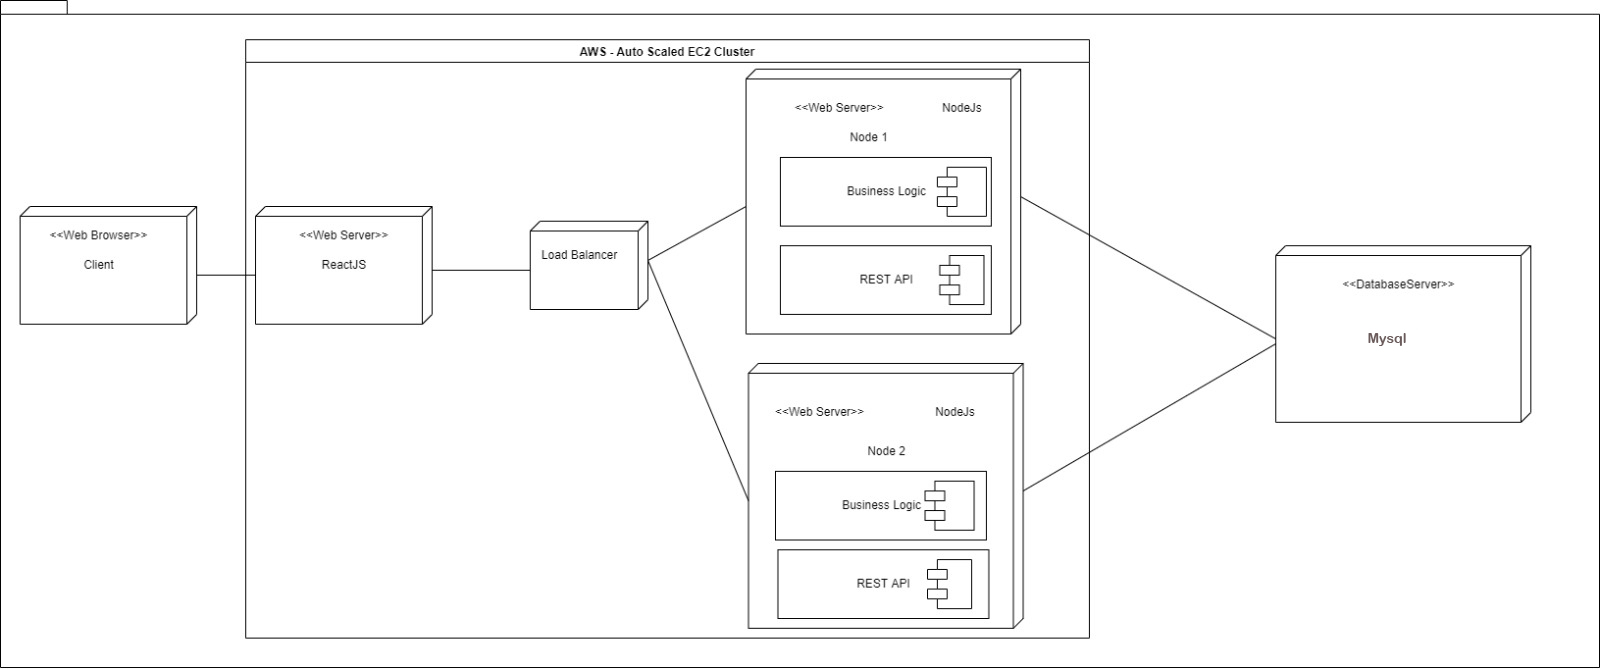 AWS - Auto Scaled EC2 Cluster
<<Web Browser>>
Client
<<Web Server>>
ReactJS
Load Balancer
<<Web Server>> NodeJs
Node 1
Business Logic
REST API
<<Web Server>> NodeJs
Node 2
Business Logic
REST API
<<DatabaseServer>>
Mysql